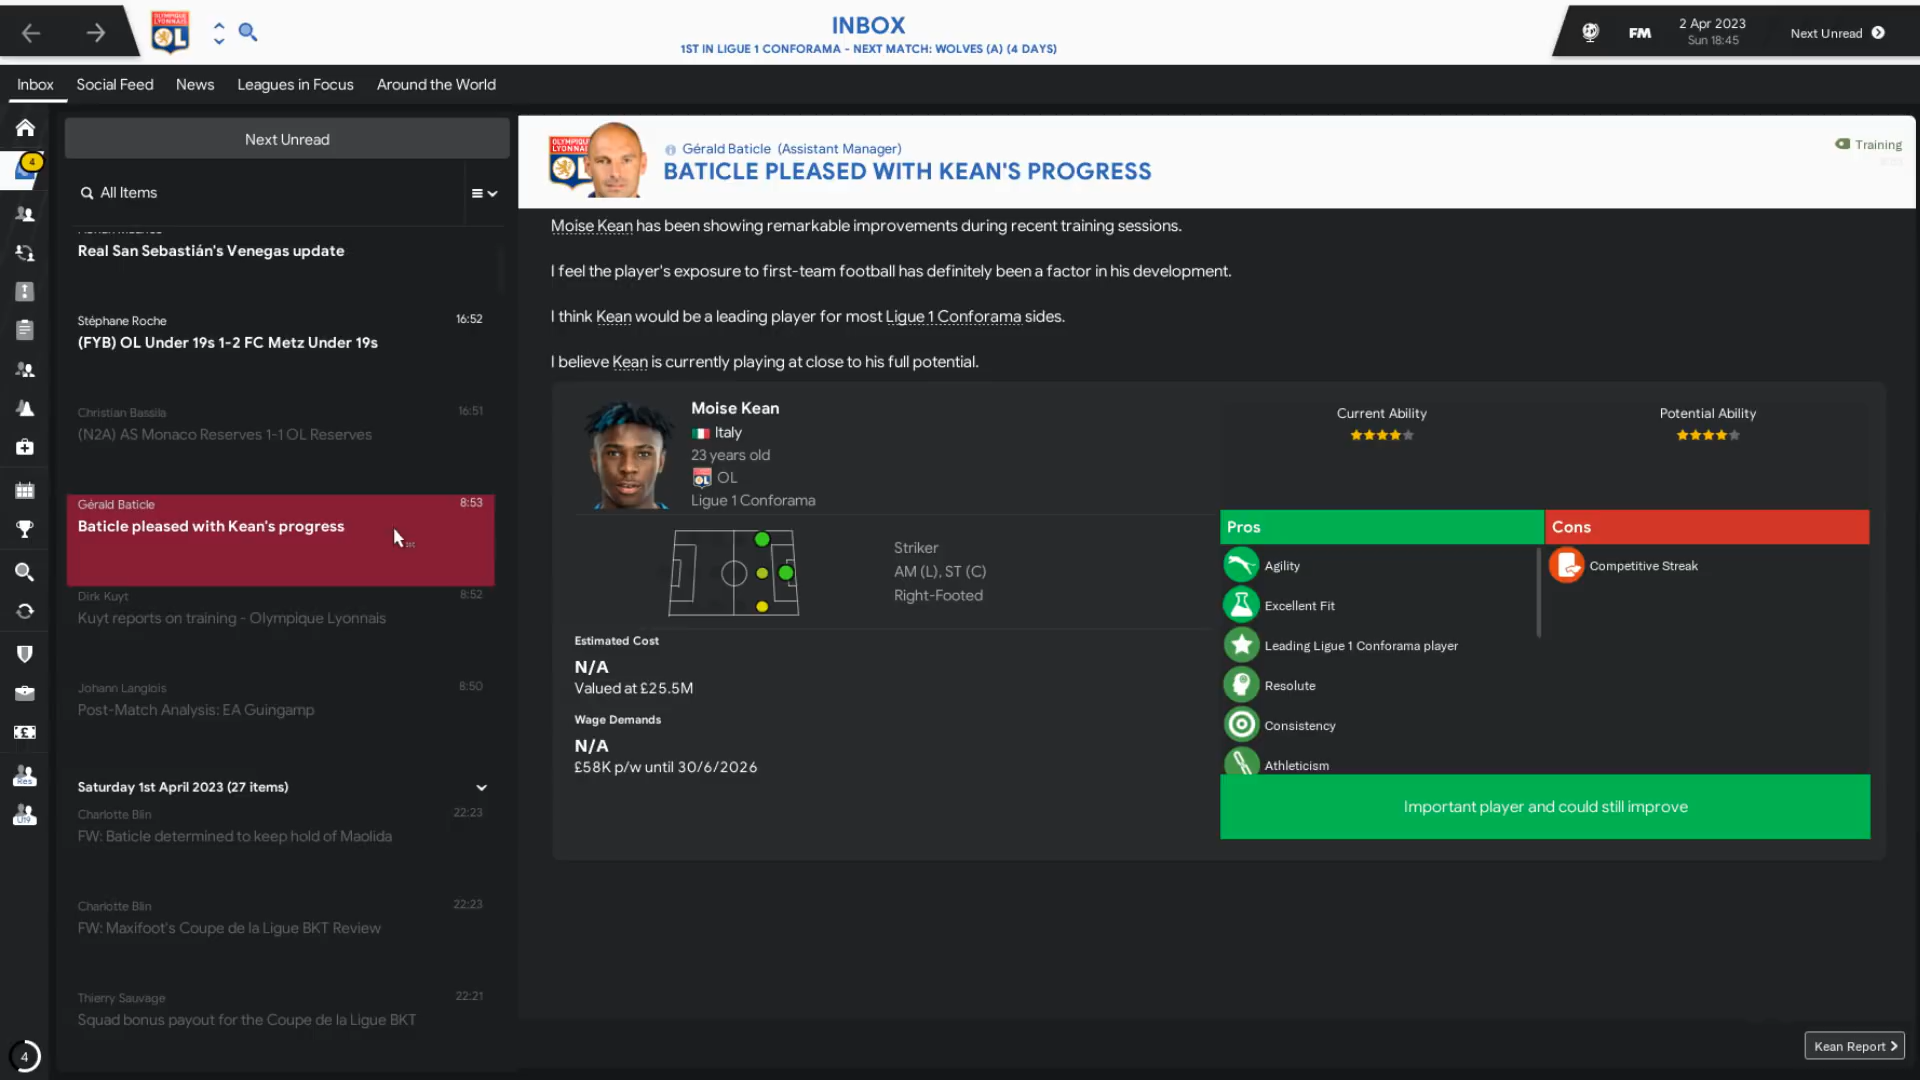 INBOX
1ST IN LIGUE 1 CONFORAMA - NEXT MATCH: WOLVES (A) (4 DAYS)
FM
2 Apr 2023
Sun 18:45
Next Unread
Inbox
Social Feed
News
Leagues in Focus
Around the World
4
Next Unread
All Items
Real San Sebastián's Venegas update
Stéphane Roche
16:52
(FYB) OL Under 19s 1-2 FC Metz Under 19s
Christian Bassila
16:51
(N2A) AS Monaco Reserves 1-1 OL Reserves
Gérald Baticle
8:53
Baticle pleased with Kean's progress
Dirk Kuyt
8:52
Kuyt reports on training - Olympique Lyonnais
Johann Langlois
8:50
Post-Match Analysis: EA Guingamp
Saturday 1st April 2023 (27 items)
Charlotte Blin
22:23
FW: Baticle determined to keep hold of Maolida
Charlotte Blin
22:23
FW: Maxifoot's Coupe de la Ligue BKT Review
Thierry Sauvage
22:21
Squad bonus payout for the Coupe de la Ligue BKT
Res
U19
4
OLYMPIQUE
LYONNAIS
OL
Gérald Baticle (Assistant Manager)
BATICLE PLEASED WITH KEAN'S PROGRESS
Training
Moise Kean has been showing remarkable improvements during recent training sessions.
I feel the player's exposure to first-team football has definitely been a factor in his development.
I think Kean would be a leading player for most Ligue 1 Conforama sides.
I believe Kean is currently playing at close to his full potential.
Moise Kean
Italy
23 years old
OL
Ligue 1 Conforama
Striker
AM (L), ST (C)
Right-Footed
Estimated Cost
N/A
Valued at £25.5M
Wage Demands
N/A
£58K p/w until 30/6/2026
Current Ability
Potential Ability
Pros
Cons
Agility
Excellent Fit
Leading Ligue 1 Conforama player
Resolute
Consistency
Athleticism
Competitive Streak
Important player and could still improve
Kean Report